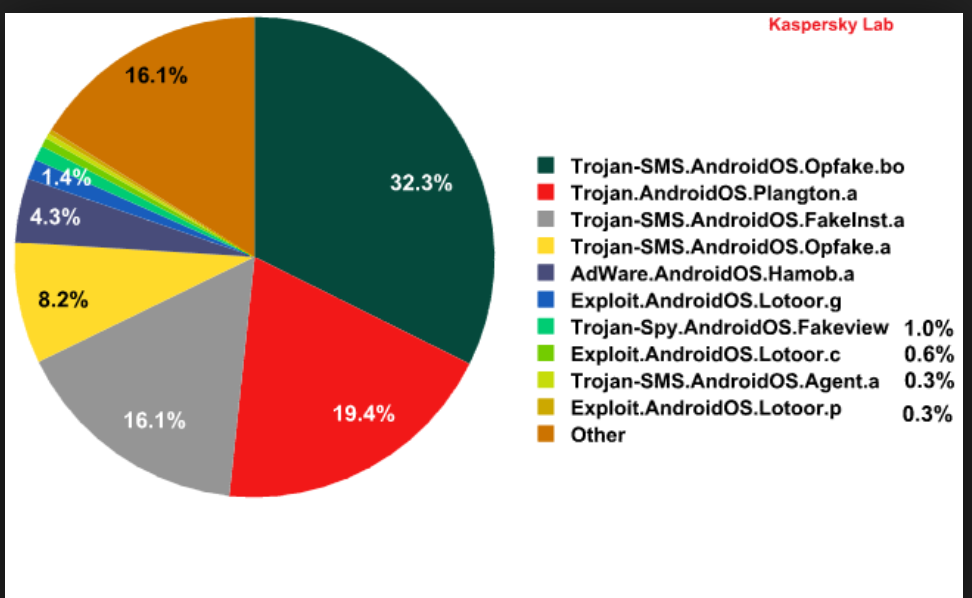 Kaspersky Lab
16.1%
32.3%
1.4%
4.3%
8.2%
16.1%
19.4%
Trojan-SMS.AndroidOS.Opfake.bo
Trojan.AndroidOS.Plangton.a
Trojan-SMS.AndroidOS.FakeInst.a
Trojan-SMS.AndroidOS.Opfake.a
AdWare.AndroidOS.Hamob.a
Exploit.AndroidOS.Lotoor.g
Trojan-Spy.AndroidOS.Fakeview 1.0%
Exploit.AndroidOS.Lotoor.c 0.6%
Trojan-SMS.AndroidOS.Agent.a 0.3%
Exploit.AndroidOS.Lotoor.p 0.3%
Other